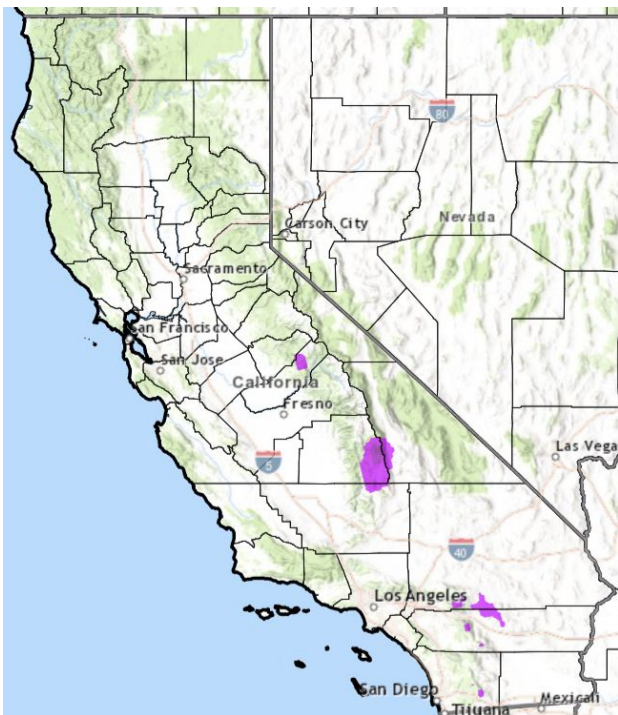 80
Carson City
Nevada
Sacramento
San Francisco
San Jose
California
Fresno
Las Vega
5
40
Los Angeles
San Diego
Tijuana
Mexicali